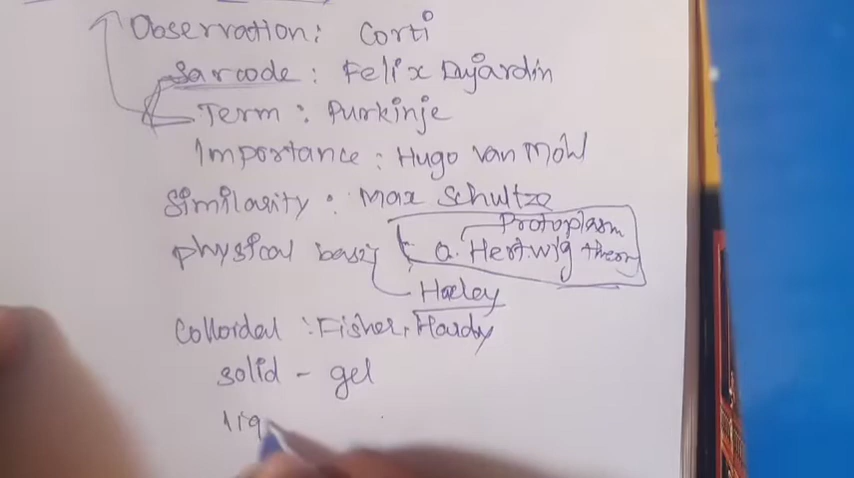 Observation: Corti
Sarcode : Felix Dujardin
Term : Purkinje
Importance : Hugo Van Mohl
Similarity : Max Schultze
Protoplasm
physical basis O. Hertwig theory
Huxley
Colloidal : Fisher, Hardy
solid - gel
liq